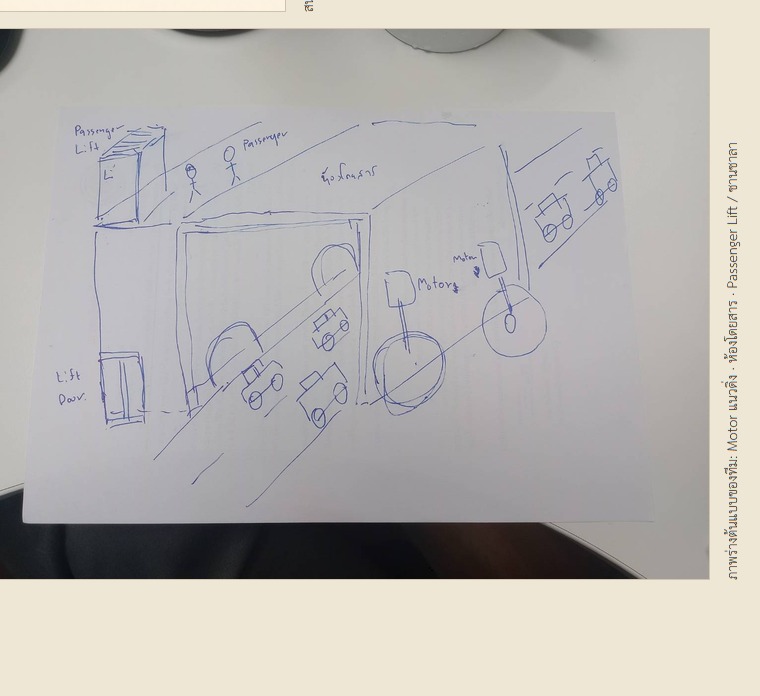 Passenger
Lift
L
Passenger
ห้องโดยสาร
Motor
Motor
Lift
Door.
ภาพร่างต้นแบบของทีม: Motor แนวดิ่ง · ห้องโดยสาร · Passenger Lift / ชานชาลา